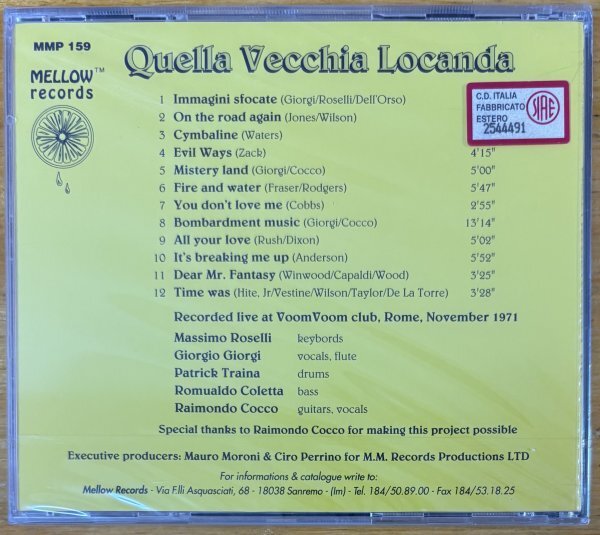 MMP 159
MELLOW™
records
Quella Vecchia Locanda
C.D. ITALIA
FABBRICATO
ESTERO
2544491
SIAE
1 Immagini sfocate (Giorgi/Roselli/Dell'Orso)
2 On the road again (Jones/Wilson)
3 Cymbaline (Waters)
4 Evil Ways (Zack) 4'15"
5 Mistery land (Giorgi/Cocco) 5'00"
6 Fire and water (Fraser/Rodgers) 5'47"
7 You don't love me (Cobbs) 2'55"
8 Bombardment music (Giorgi/Cocco) 13'14"
9 All your love (Rush/Dixon) 5'02"
10 It's breaking me up (Anderson) 5'52"
11 Dear Mr. Fantasy (Winwood/Capaldi/Wood) 3'25"
12 Time was (Hite, Jr/Vestine/Wilson/Taylor/De La Torre) 3'28"
Recorded live at VoomVoom club, Rome, November 1971
Massimo Roselli keybords
Giorgio Giorgi vocals, flute
Patrick Traina drums
Romualdo Coletta bass
Raimondo Cocco guitars, vocals
Special thanks to Raimondo Cocco for making this project possible
Executive producers: Mauro Moroni & Ciro Perrino for M.M. Records Productions LTD
For informations & catalogue write to:
Mellow Records - Via F.lli Asquasciati, 68 - 18038 Sanremo - (Im) - Tel. 184/50.89.00 - Fax 184/53.18.25